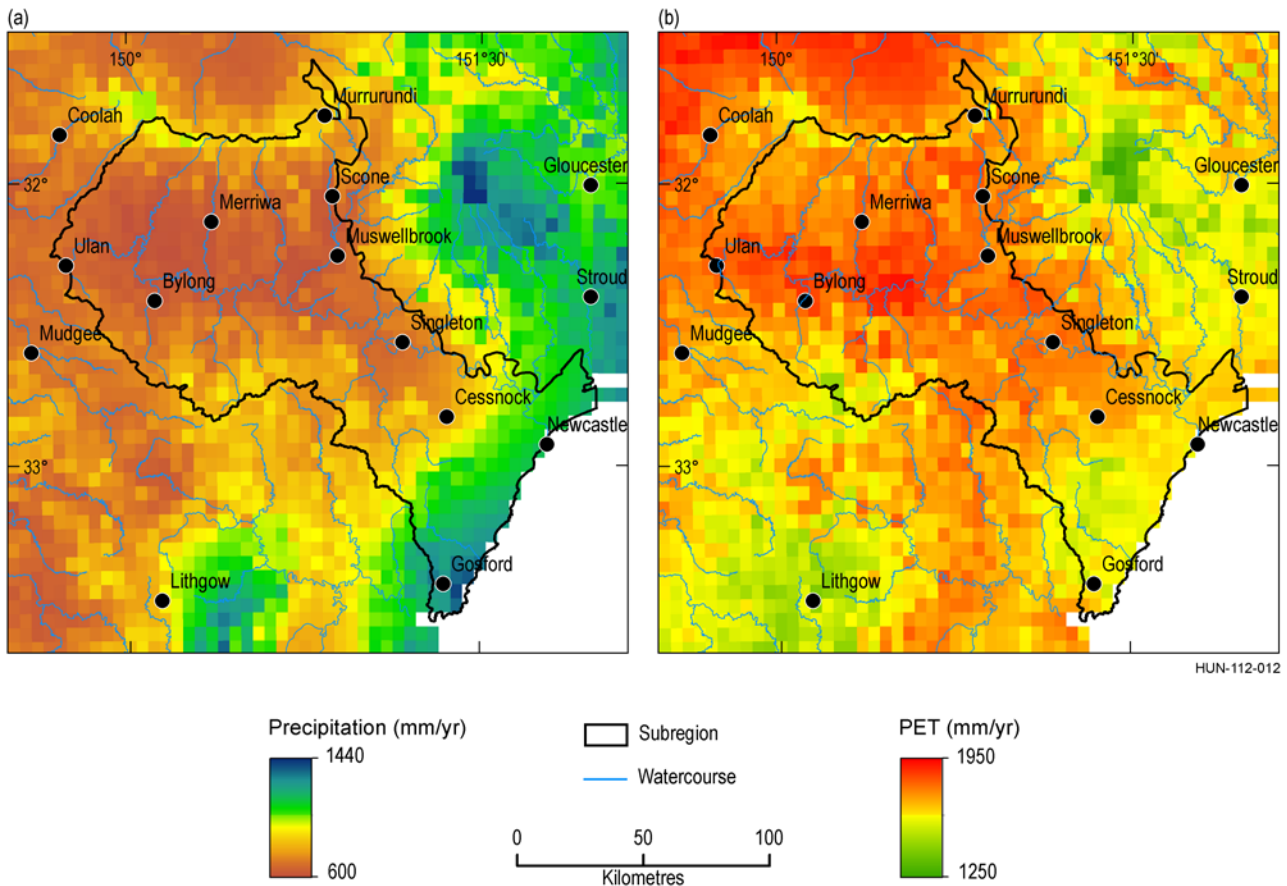 (a)
150°
151°30'
Murrurundi
Coolah
Gloucester
32°
Scone
Merriwa
Muswellbrook
Ulan
Bylong
Stroud
Singleton
Mudgee
Cessnock
Newcastle
33°
Gosford
Lithgow
(b)
150°
151°30'
Murrurundi
Coolah
Gloucester
32°
Scone
Merriwa
Muswellbrook
Ulan
Bylong
Stroud
Singleton
Mudgee
Cessnock
Newcastle
33°
Gosford
Lithgow
HUN-112-012
Precipitation (mm/yr)
1440
600
Subregion
Watercourse
0 50 100
Kilometres
PET (mm/yr)
1950
1250